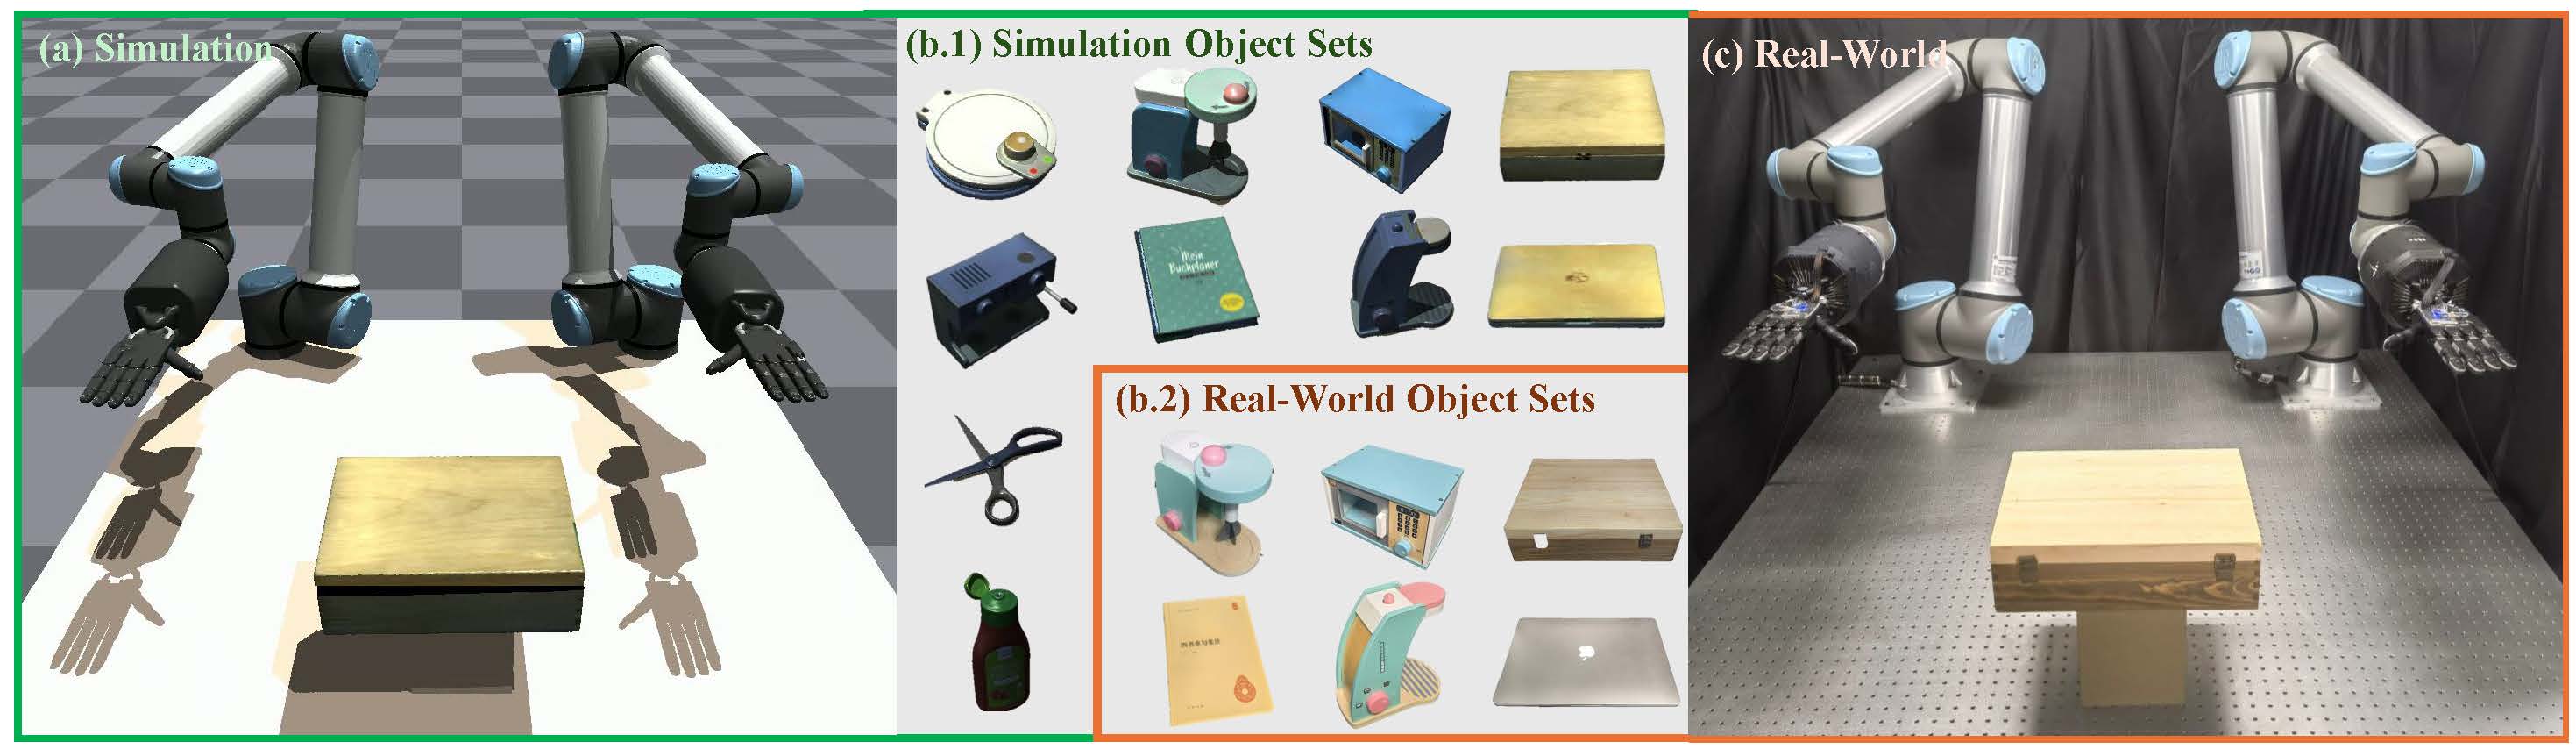 (a) Simulation
(b.1) Simulation Object Sets
Mein
Buchplaner
(b.2) Real-World Object Sets
(c) Real-World